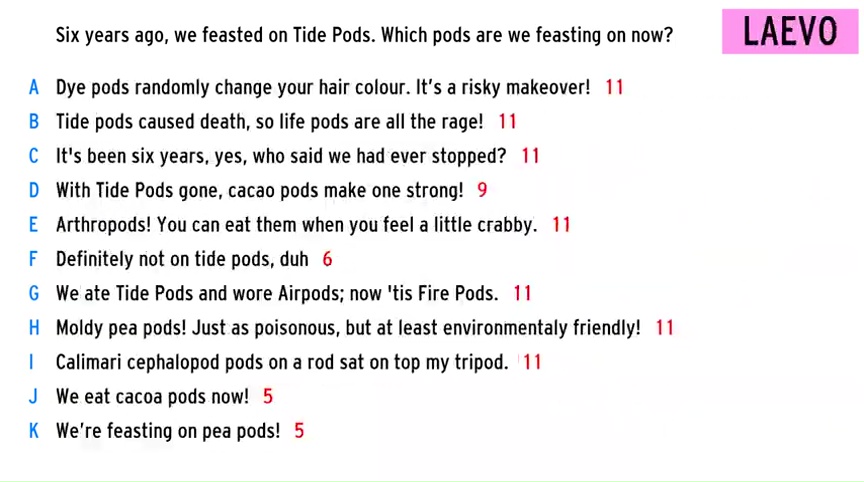 Six years ago, we feasted on Tide Pods. Which pods are we feasting on now?
LAEVO
A Dye pods randomly change your hair colour. It's a risky makeover! 11
B Tide pods caused death, so life pods are all the rage! 11
C It's been six years, yes, who said we had ever stopped? 11
D With Tide Pods gone, cacao pods make one strong! 9
E Arthropods! You can eat them when you feel a little crabby. 11
F Definitely not on tide pods, duh 6
G We ate Tide Pods and wore Airpods; now 'tis Fire Pods. 11
H Moldy pea pods! Just as poisonous, but at least environmentaly friendly! 11
I Calimari cephalopod pods on a rod sat on top my tripod. 11
J We eat cacoa pods now! 5
K We're feasting on pea pods! 5